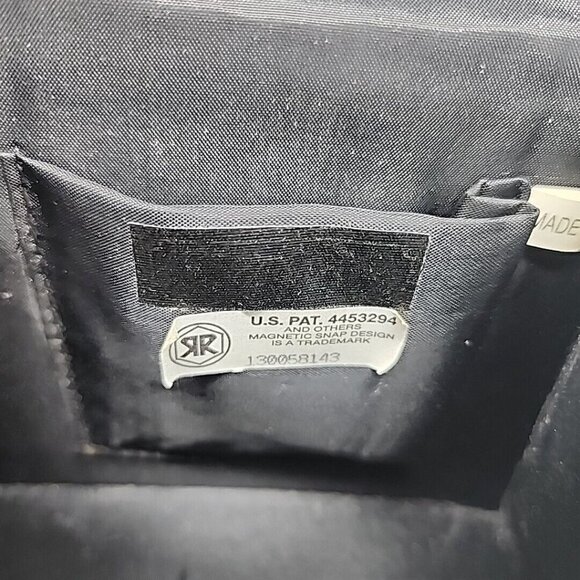 MADE
U.S. PAT. 4453294
AND OTHERS
MAGNETIC SNAP DESIGN
IS A TRADEMARK
RR
130058143